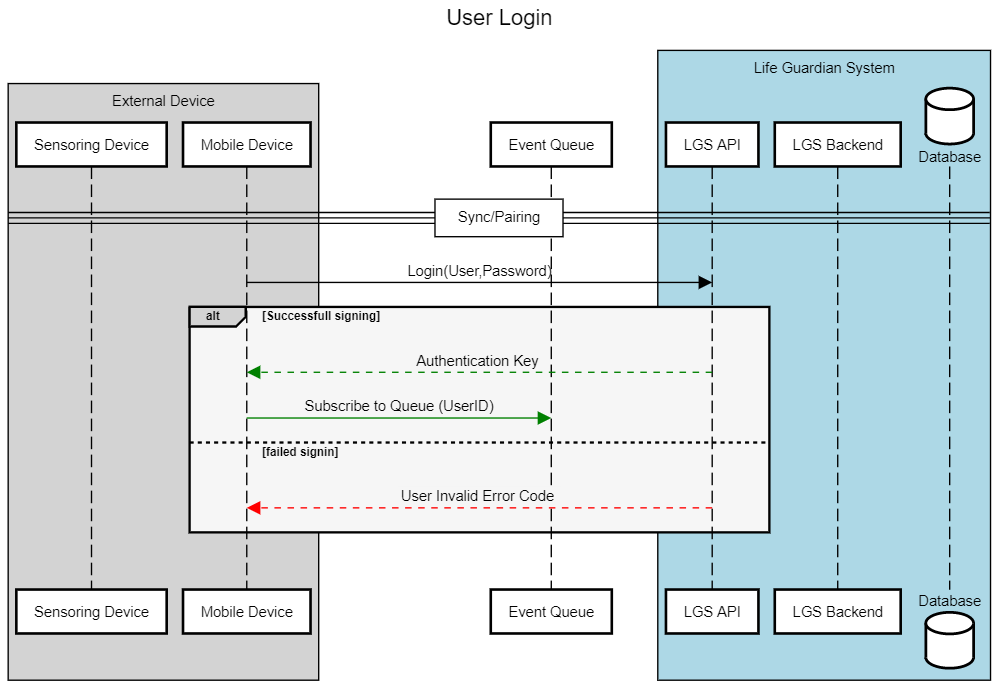 User Login
Life Guardian System
External Device
Sensoring Device
Mobile Device
Event Queue
LGS API
LGS Backend
Database
Sync/Pairing
Login(User,Password)
alt
[Successfull signing]
Authentication Key
Subscribe to Queue (UserID)
[failed signin]
User Invalid Error Code
Sensoring Device
Mobile Device
Event Queue
LGS API
LGS Backend
Database